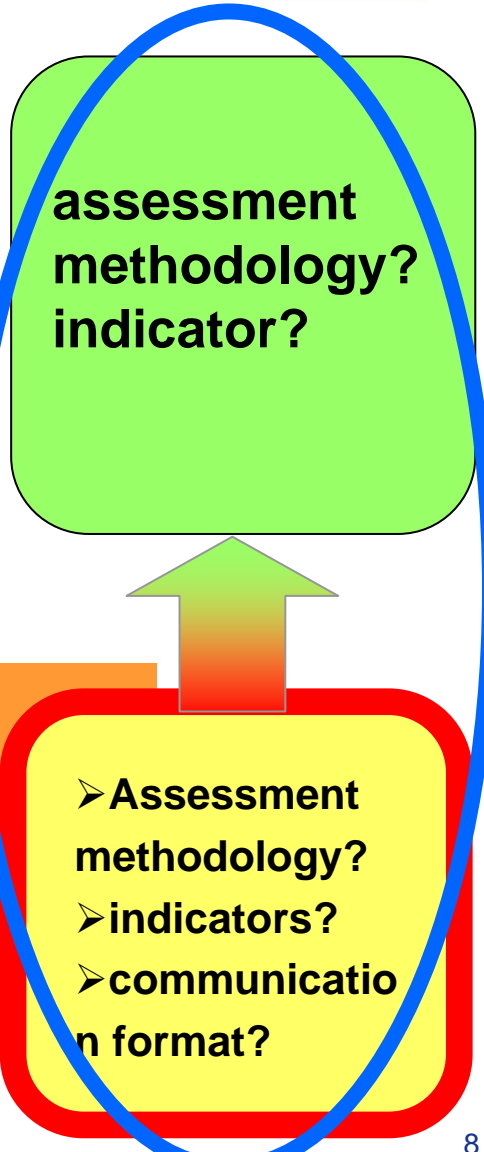 assessment
methodology?
indicator?
➢Assessment
methodology?
➢indicators?
➢communicatio
n format?
8